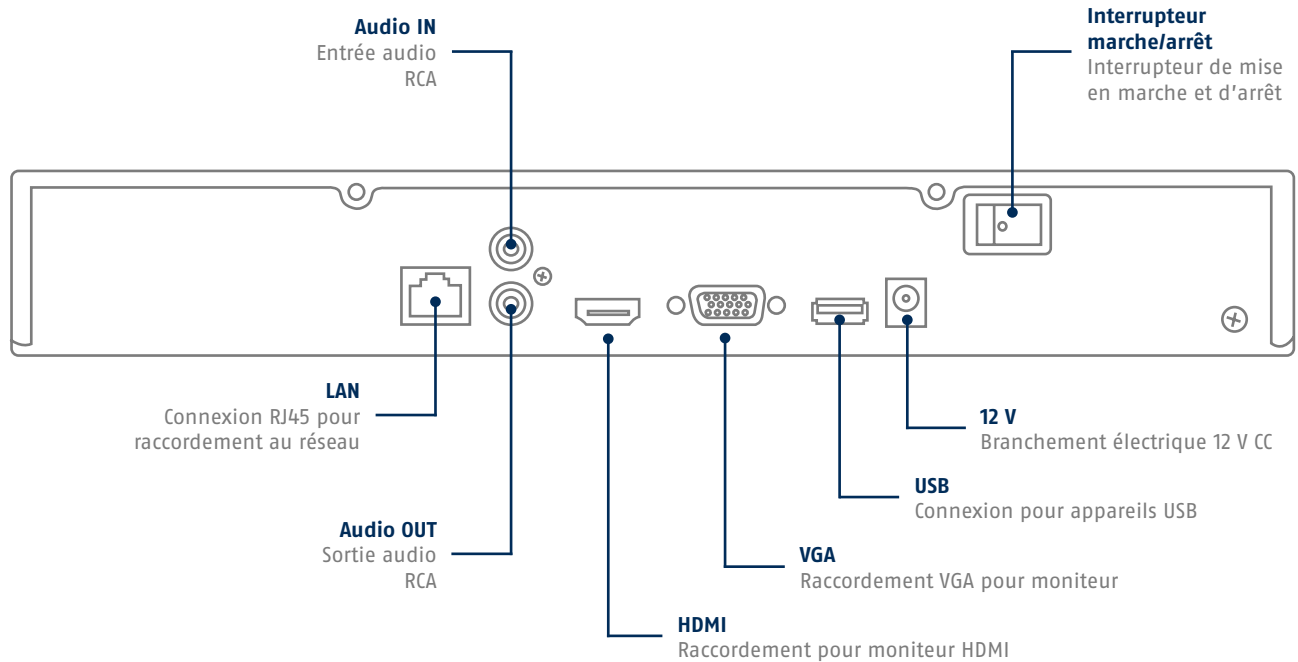 Audio IN
Entrée audio
RCA
Interrupteur
marche/arrêt
Interrupteur de mise
en marche et d'arrêt
LAN
Connexion RJ45 pour
raccordement au réseau
12 V
Branchement électrique 12 V CC
USB
Connexion pour appareils USB
Audio OUT
Sortie audio
RCA
VGA
Raccordement VGA pour moniteur
HDMI
Raccordement pour moniteur HDMI